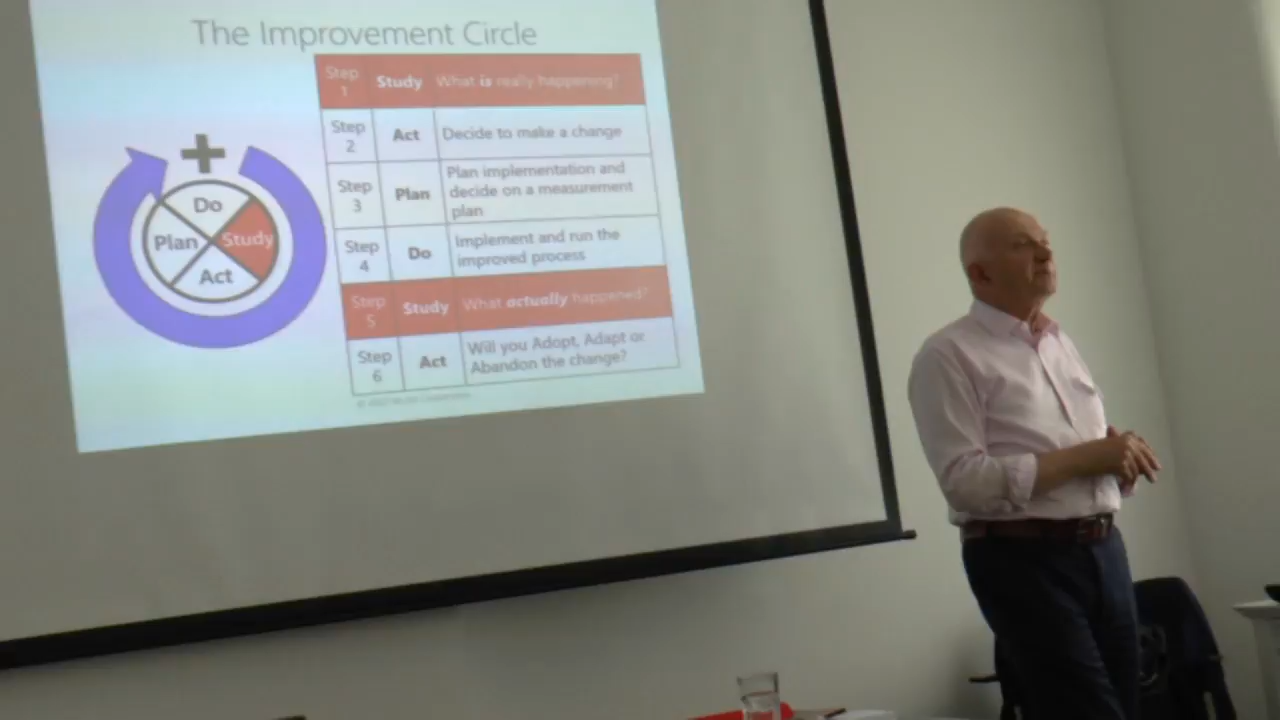 The Improvement Circle
Step 1 Study What is really happening?
Step 2 Act Decide to make a change
Step 3 Plan Plan implementation and
decide on a measurement
plan
Step 4 Do Implement and run the
improved process
Step 5 Study What actually happened?
Step 6 Act Will you Adopt, Adapt or
Abandon the change?
+
Do
Plan Study
Act